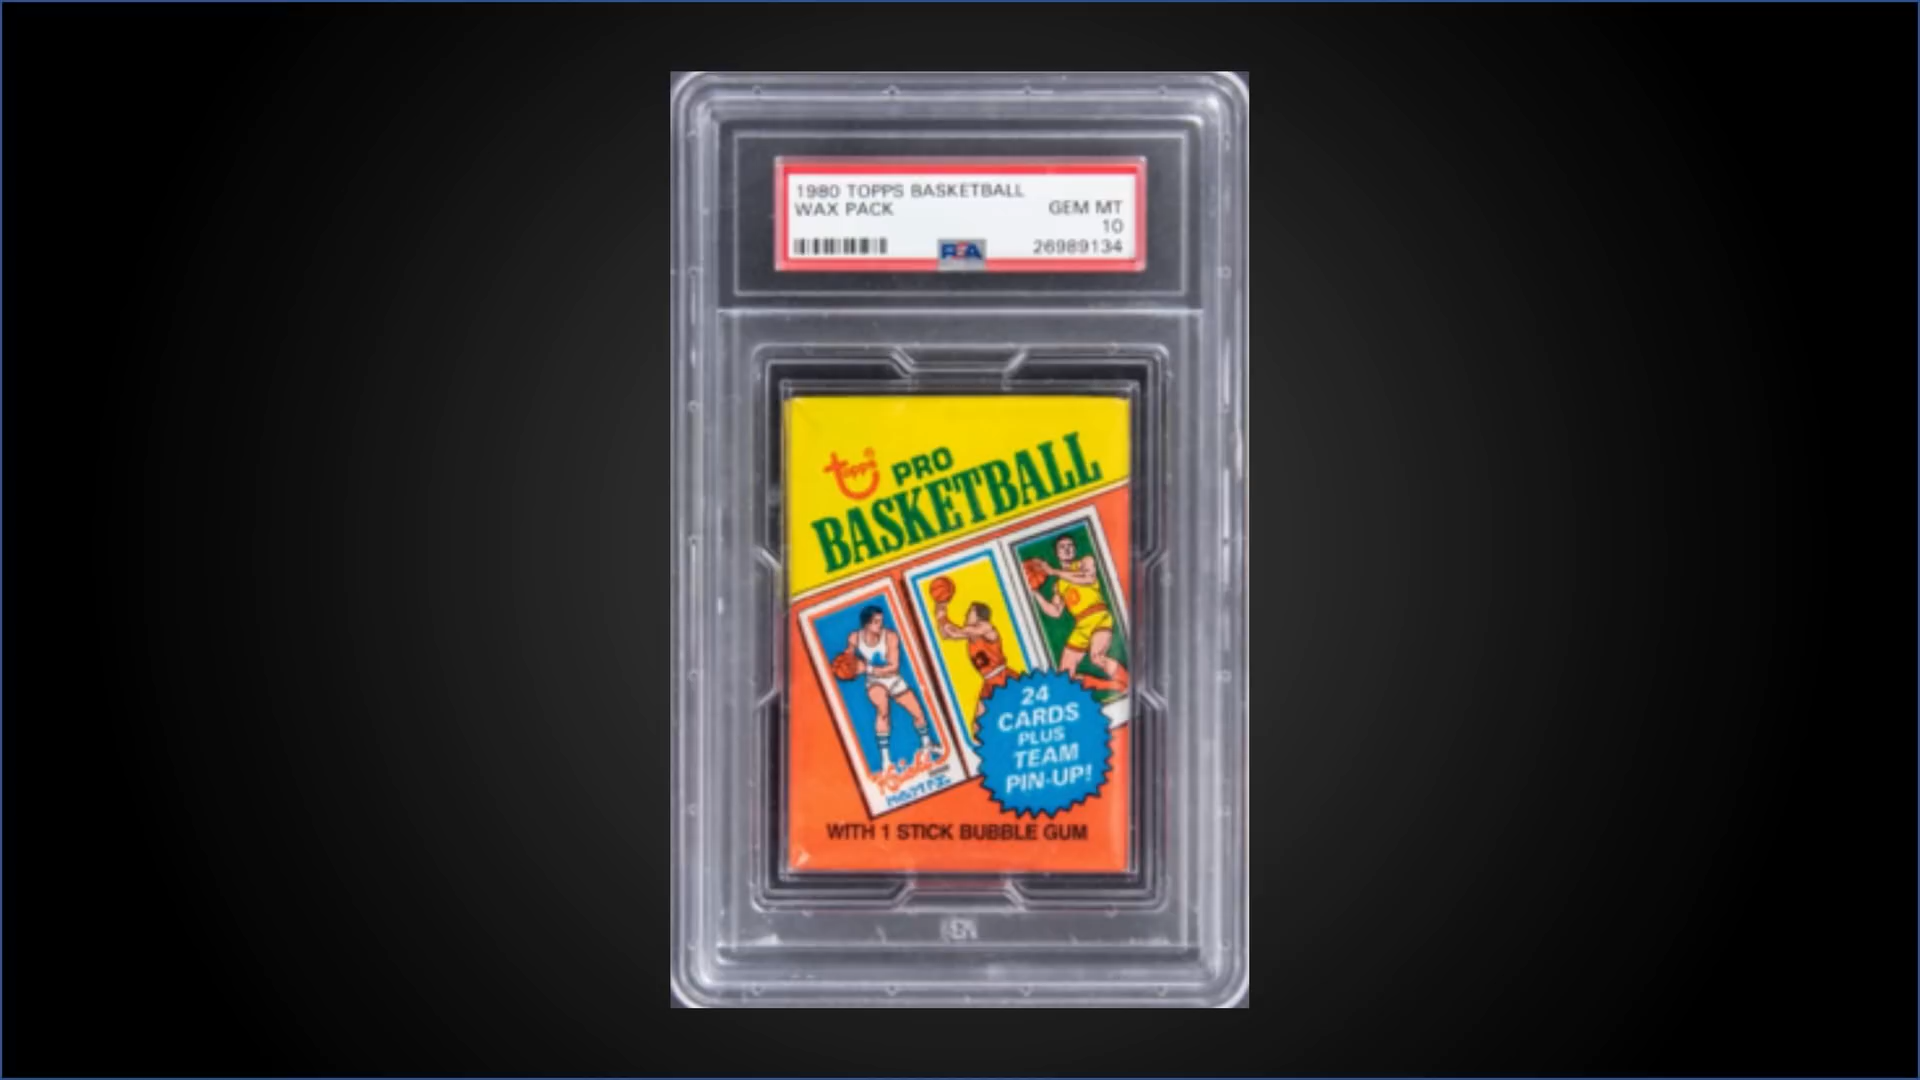 1980 TOPPS BASKETBALL
WAX PACK
GEM MT
10
PSA
26989134
topps®
PRO
BASKETBALL
24
CARDS
PLUS
TEAM
PIN-UP!
WITH 1 STICK BUBBLE GUM